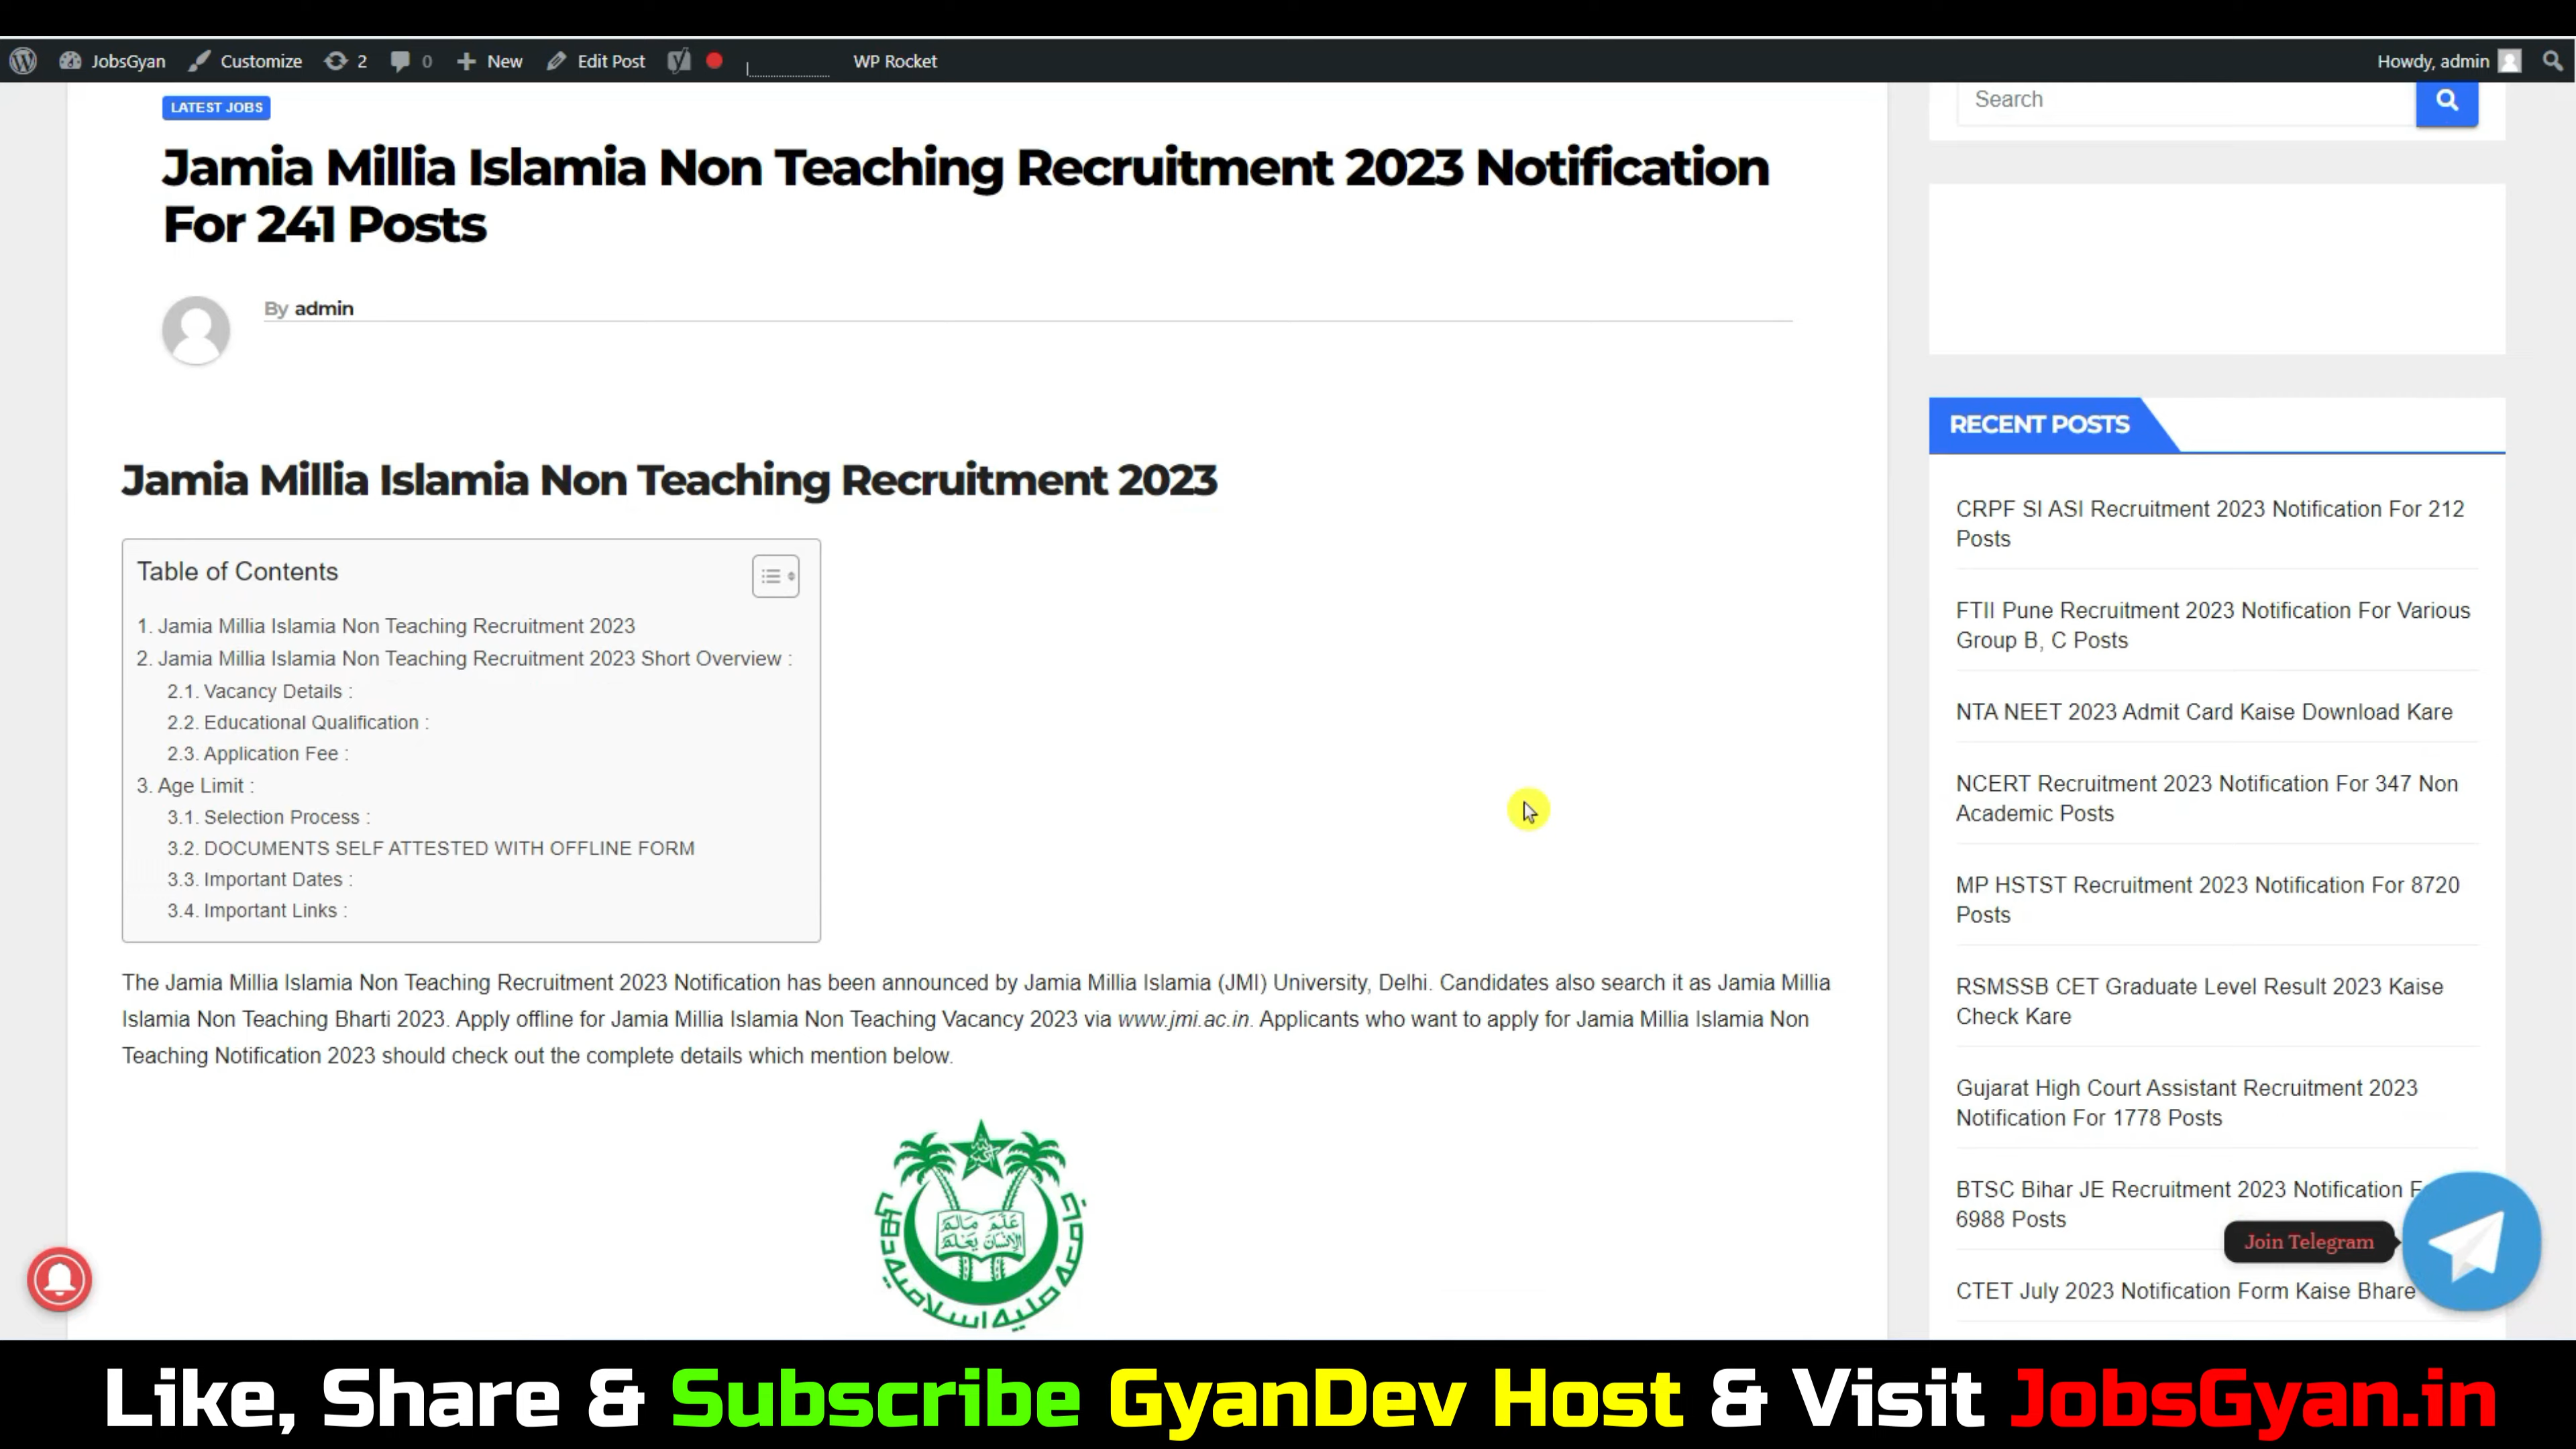 JobsGyan Customize 2 0 New Edit Post WP Rocket Howdy, admin
LATEST JOBS
Jamia Millia Islamia Non Teaching Recruitment 2023 Notification
For 241 Posts
By admin
Jamia Millia Islamia Non Teaching Recruitment 2023
Table of Contents
1. Jamia Millia Islamia Non Teaching Recruitment 2023
2. Jamia Millia Islamia Non Teaching Recruitment 2023 Short Overview :
2.1. Vacancy Details :
2.2. Educational Qualification :
2.3. Application Fee :
3. Age Limit :
3.1. Selection Process :
3.2. DOCUMENTS SELF ATTESTED WITH OFFLINE FORM
3.3. Important Dates :
3.4. Important Links :
The Jamia Millia Islamia Non Teaching Recruitment 2023 Notification has been announced by Jamia Millia Islamia (JMI) University, Delhi. Candidates also search it as Jamia Millia
Islamia Non Teaching Bharti 2023. Apply offline for Jamia Millia Islamia Non Teaching Vacancy 2023 via www.jmi.ac.in. Applicants who want to apply for Jamia Millia Islamia Non
Teaching Notification 2023 should check out the complete details which mention below.
علم مالم
الإنسان يعلم
Search
RECENT POSTS
CRPF SI ASI Recruitment 2023 Notification For 212
Posts
FTII Pune Recruitment 2023 Notification For Various
Group B, C Posts
NTA NEET 2023 Admit Card Kaise Download Kare
NCERT Recruitment 2023 Notification For 347 Non
Academic Posts
MP HSTST Recruitment 2023 Notification For 8720
Posts
RSMSSB CET Graduate Level Result 2023 Kaise
Check Kare
Gujarat High Court Assistant Recruitment 2023
Notification For 1778 Posts
BTSC Bihar JE Recruitment 2023 Notification F
6988 Posts
Join Telegram
CTET July 2023 Notification Form Kaise Bhare
Like, Share & Subscribe GyanDev Host & Visit JobsGyan.in